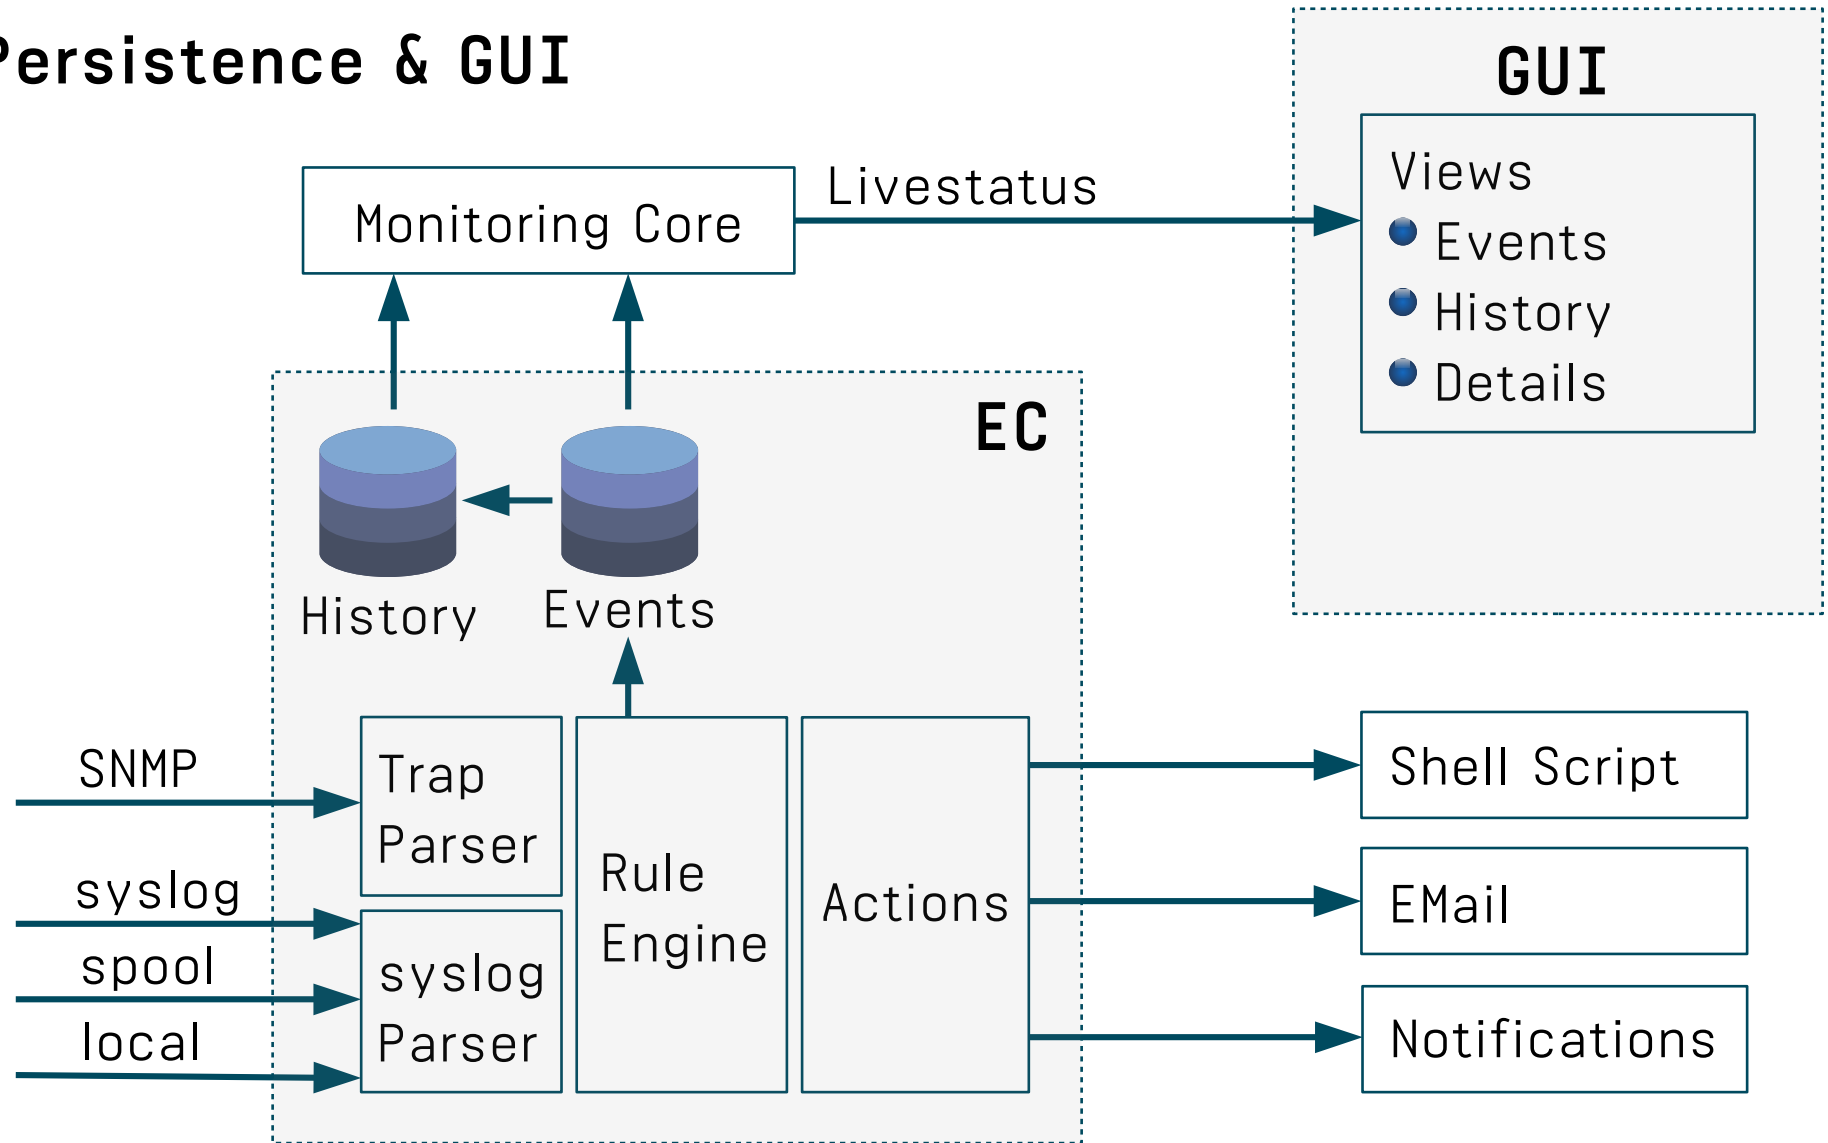 Persistence & GUI
GUI
Views
Events
History
Details
Monitoring Core
Livestatus
EC
History
Events
SNMP
syslog
spool
local
Trap
Parser
syslog
Parser
Rule
Engine
Actions
Shell Script
EMail
Notifications